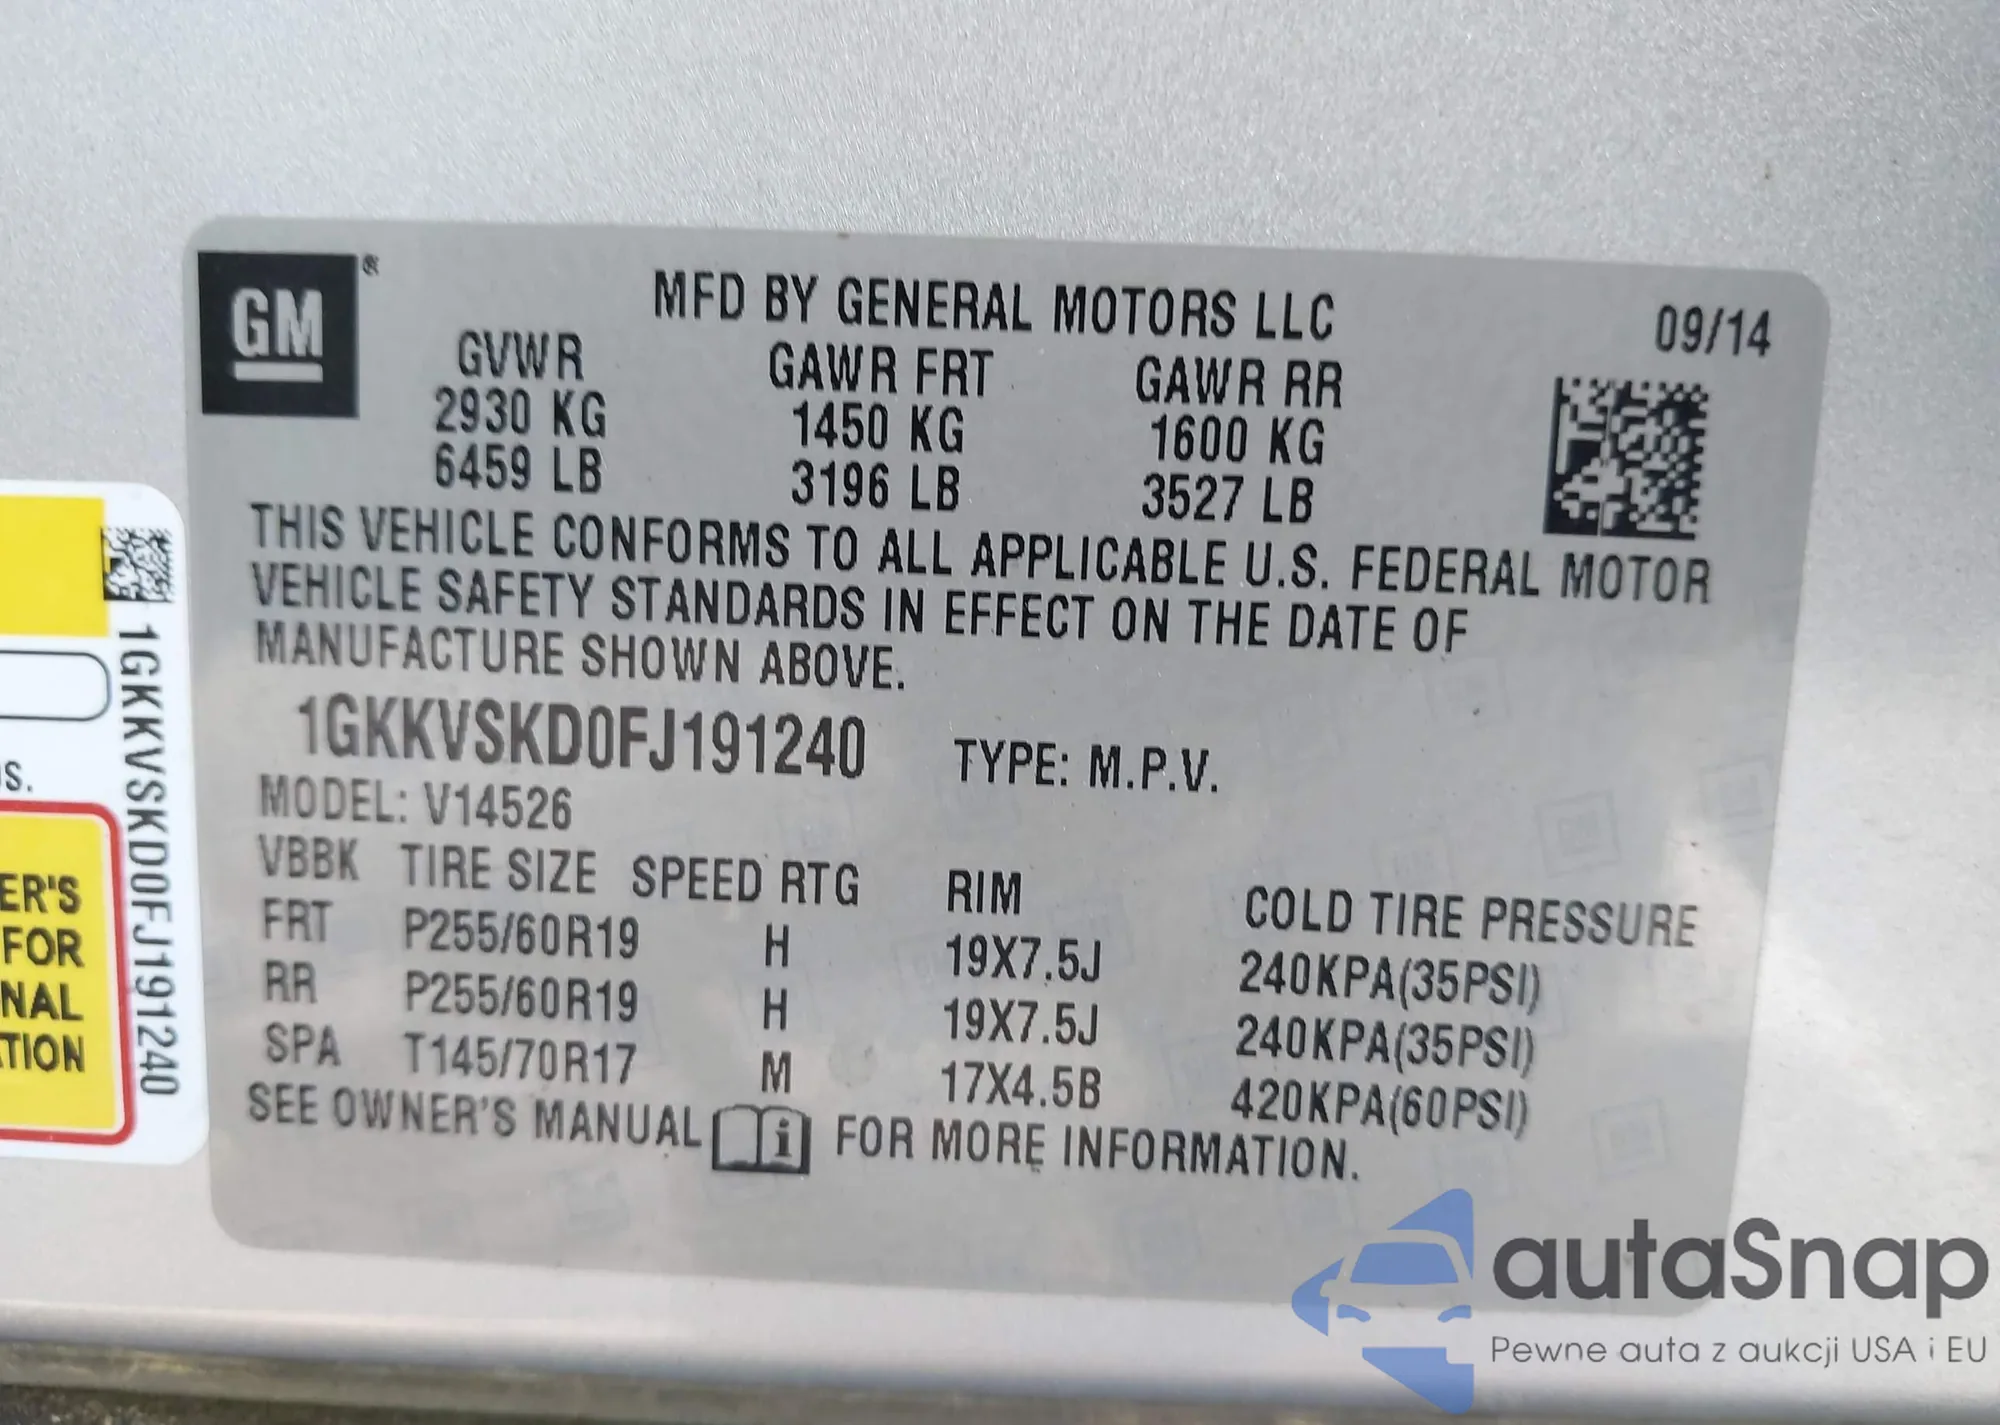 GM ®
MFD BY GENERAL MOTORS LLC
09/14
GVWR GAWR FRT GAWR RR
2930 KG 1450 KG 1600 KG
6459 LB 3196 LB 3527 LB
THIS VEHICLE CONFORMS TO ALL APPLICABLE U.S. FEDERAL MOTOR
VEHICLE SAFETY STANDARDS IN EFFECT ON THE DATE OF
MANUFACTURE SHOWN ABOVE.
1GKKVSKD0FJ191240 TYPE: M.P.V.
MODEL: V14526
VBBK TIRE SIZE SPEED RTG RIM COLD TIRE PRESSURE
FRT P255/60R19 H 19X7.5J 240KPA(35PSI)
RR P255/60R19 H 19X7.5J 240KPA(35PSI)
SPA T145/70R17 M 17X4.5B 420KPA(60PSI)
SEE OWNER'S MANUAL i FOR MORE INFORMATION.
1GKKVSKD0FJ191240
ER'S
FOR
NAL
TION
autaSnap
Pewne auta z aukcji USA i EU